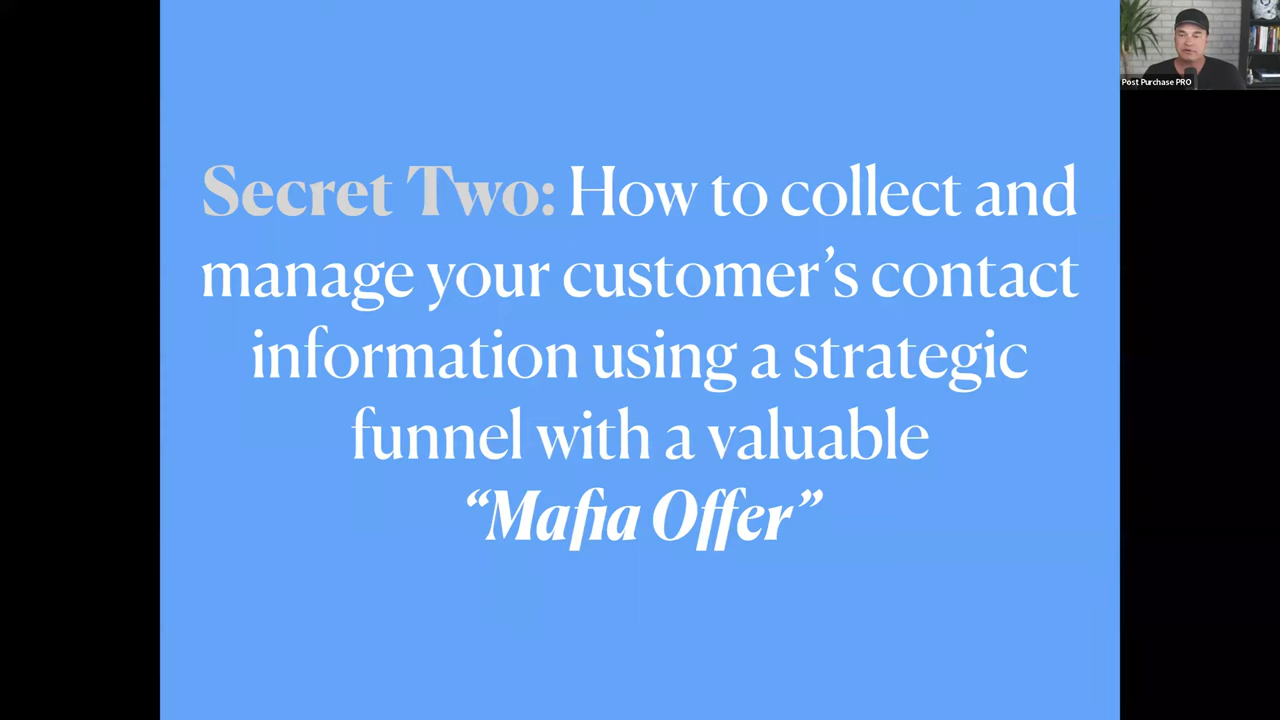 Secret Two: How to collect and
manage your customer’s contact
information using a strategic
funnel with a valuable
“Mafia Offer”
Post Purchase PRO